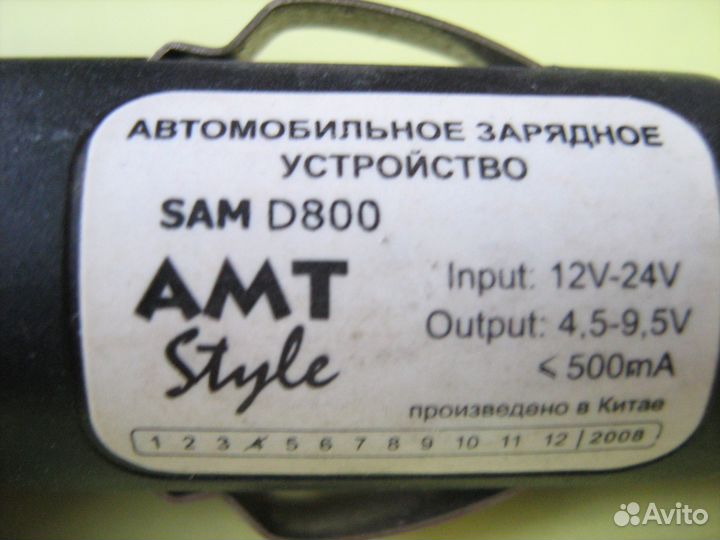 АВТОМОБИЛЬНОЕ ЗАРЯДНОЕ
УСТРОЙСТВО
SAM D800
AMT
Style
Input: 12V-24V
Output: 4,5-9,5V
< 500mA
произведено в Китае
1 2 3 4 5 6 7 8 9 10 11 12 / 2008
Avito